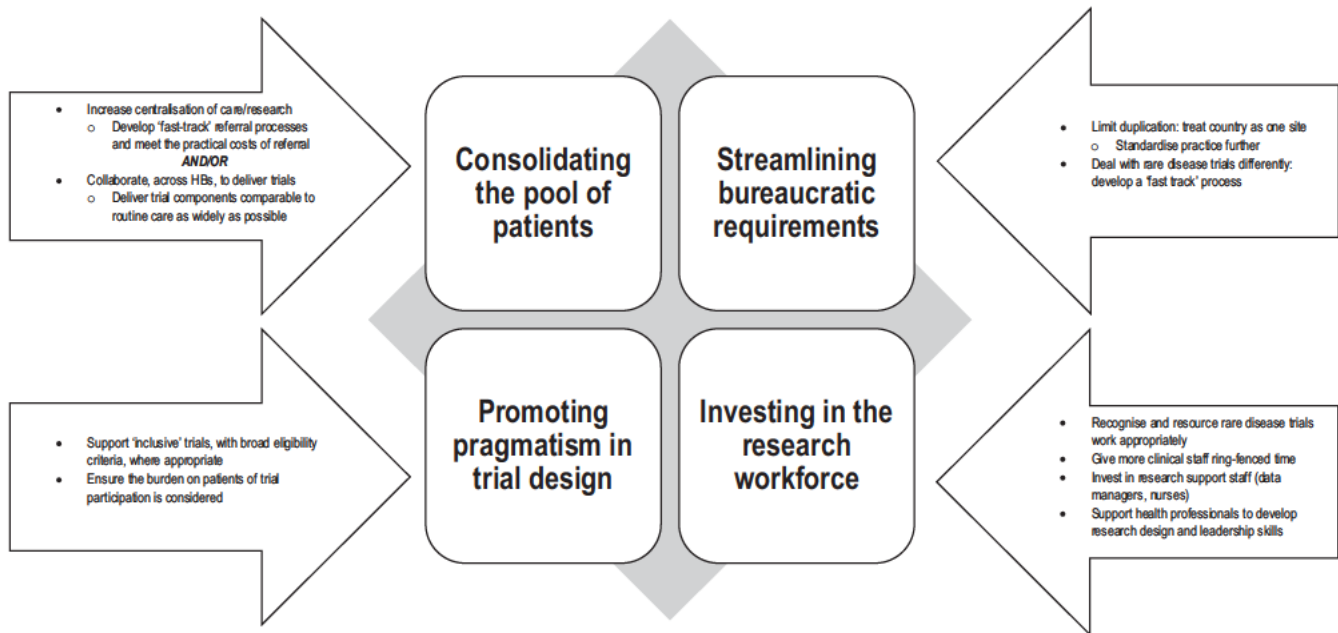 • Increase centralisation of care/research
o Develop 'fast-track' referral processes
and meet the practical costs of referral
AND/OR
• Collaborate, across HBs, to deliver trials
o Deliver trial components comparable to
routine care as widely as possible
Consolidating
the pool of
patients
Streamlining
bureaucratic
requirements
• Limit duplication: treat country as one site
o Standardise practice further
• Deal with rare disease trials differently:
develop a 'fast track' process
• Support 'inclusive' trials, with broad eligibility
criteria, where appropriate
• Ensure the burden on patients of trial
participation is considered
Promoting
pragmatism in
trial design
Investing in the
research
workforce
• Recognise and resource rare disease trials
work appropriately
• Give more clinical staff ring-fenced time
• Invest in research support staff (data
managers, nurses)
• Support health professionals to develop
research design and leadership skills